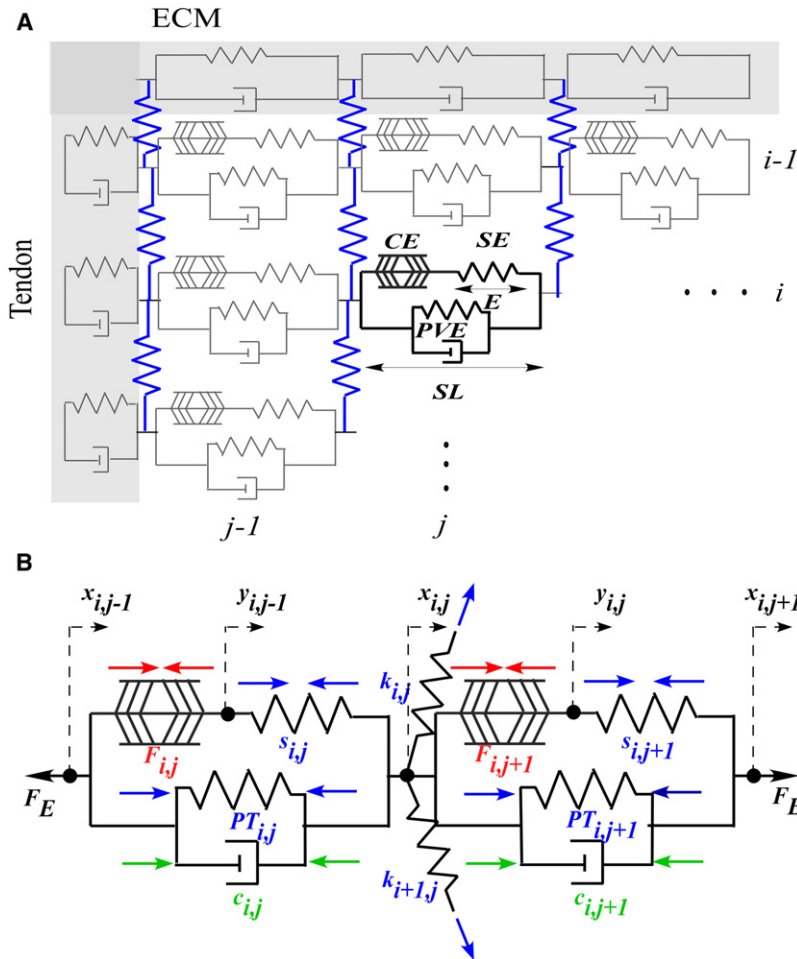 A
ECM
Tendon
i-1
CE
SE
E
PVE
SL
. . . i
j-1
j
B
x_{i,j-1}
y_{i,j-1}
x_{i,j}
y_{i,j}
x_{i,j+1}
k_{i,j}
F_{i,j}
s_{i,j}
F_{i,j+1}
s_{i,j+1}
F_E
F_E
PT_{i,j}
PT_{i,j+1}
k_{i+1,j}
c_{i,j}
c_{i,j+1}